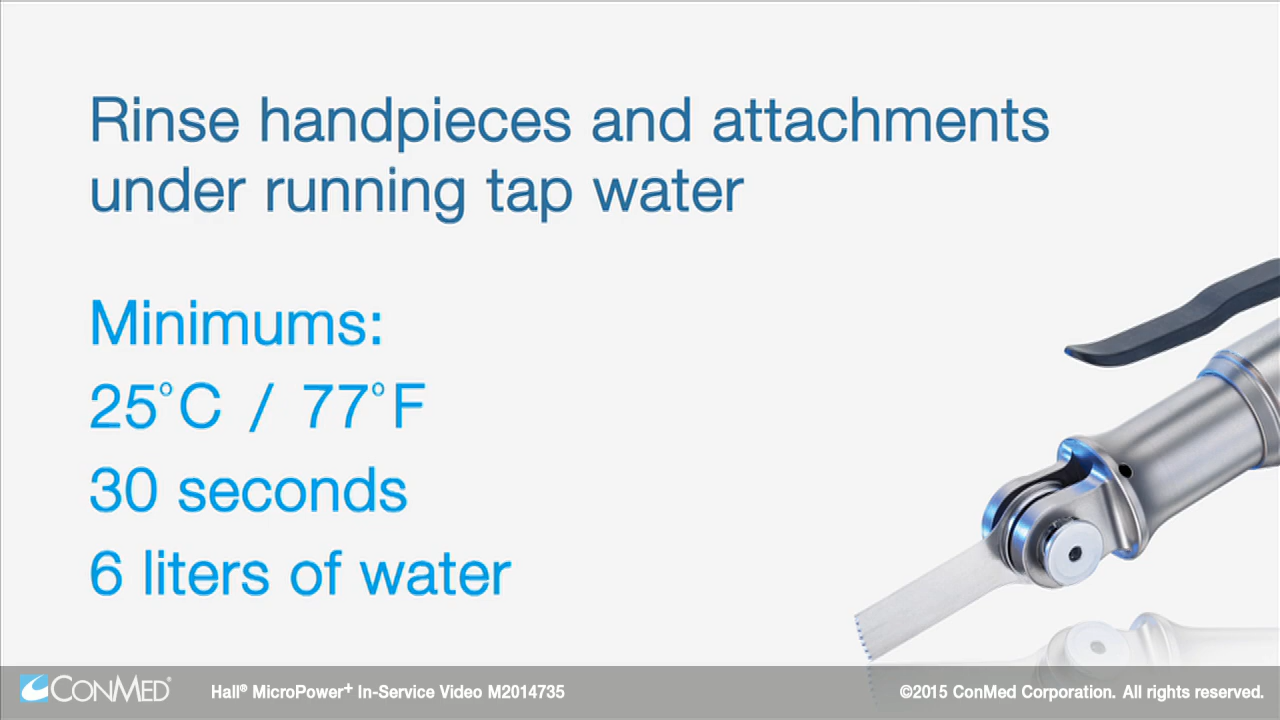 Rinse handpieces and attachments
under running tap water
Minimums:
25°C / 77°F
30 seconds
6 liters of water
CONMED® Hall® MicroPower+ In-Service Video M2014735 ©2015 ConMed Corporation. All rights reserved.